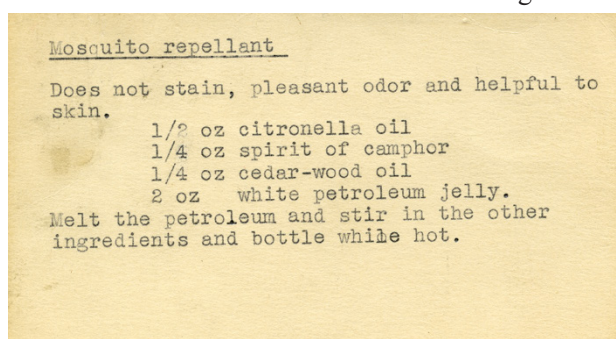 Mosquito repellant
Does not stain, pleasant odor and helpful to
skin.
1/2 oz citronella oil
1/4 oz spirit of camphor
1/4 oz cedar-wood oil
2 oz white petroleum jelly.
Melt the petroleum and stir in the other
ingredients and bottle while hot.